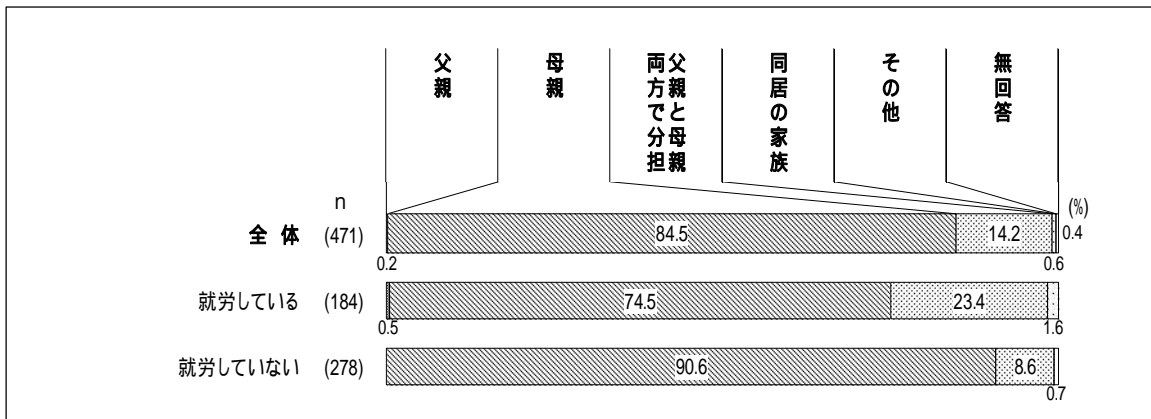 父親
母親
父親と母親
両方で分担
同居の家族
その他
無回答
n
(%)
全 体 (471) 84.5 14.2 0.4
0.2 0.6
就労している (184) 74.5 23.4
0.5 1.6
就労していない (278) 90.6 8.6
0.7